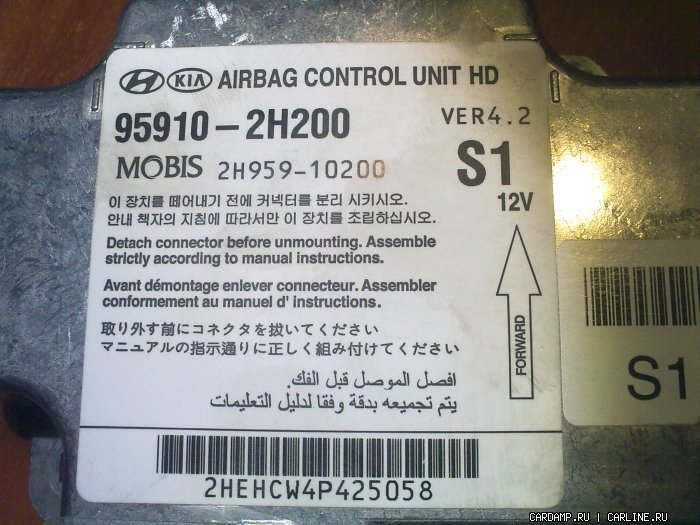 HYUNDAI KIA AIRBAG CONTROL UNIT HD
95910-2H200
VER4.2
MOBIS 2H959-10200
S1
12V
이 장치를 떼어내기 전에 커넥터를 분리 시키시오.
안내 책자의 지침에 따라서만 이 장치를 조립하십시오.
Detach connector before unmounting. Assemble
strictly according to manual instructions.
Avant démontage enlever connecteur. Assembler
conformement au manuel d' instructions.
FORWARD
取り外す前にコネクタを抜いてください
マニュアルの指示通りに正しく組み付けてください
افصل الموصل قبل الفك.
يتم تجميعه بدقة وفقا لدليل التعليمات
2HEHCW4P425058
S1
CARDAMP.RU | CARLINE.RU